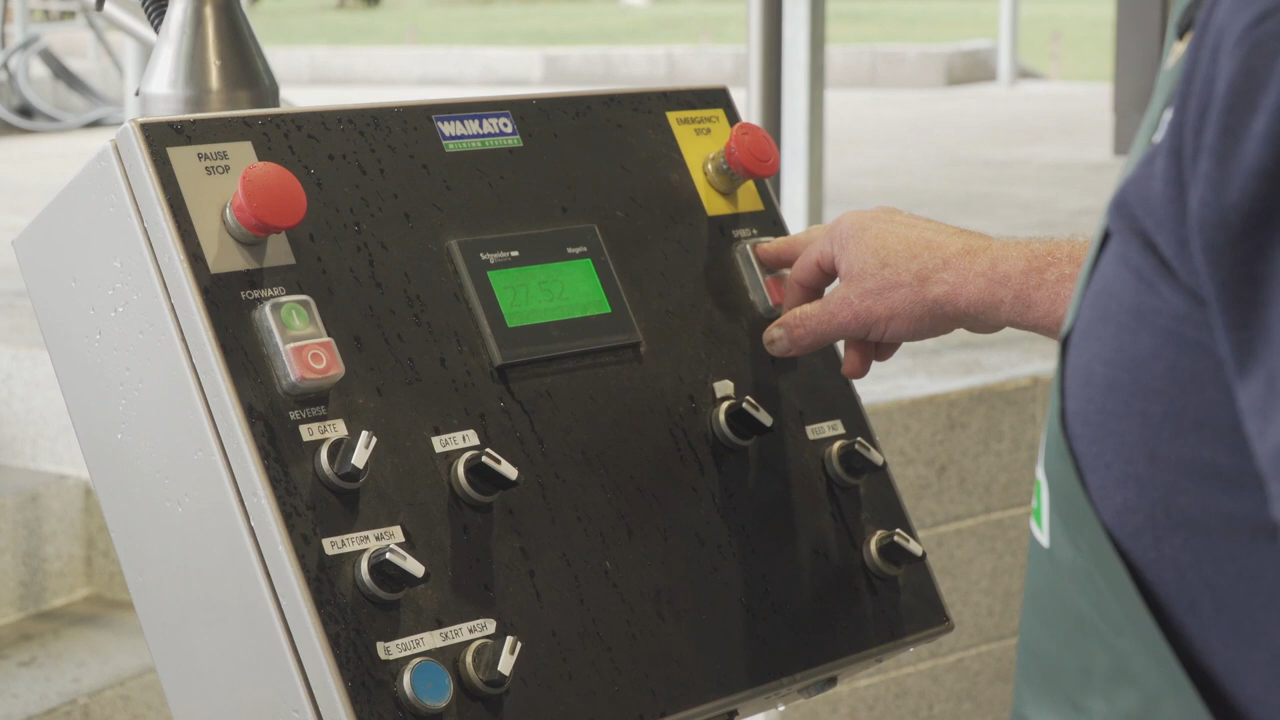 PAUSE
STOP
WAIKATO
MILKING SYSTEMS
EMERGENCY
STOP
SPEED +
Schneider
Electric
Magelis
27.52
FORWARD
REVERSE
D GATE
GATE #1
FEED PAD
PLATFORM WASH
E SQUIRT
SKIRT WASH